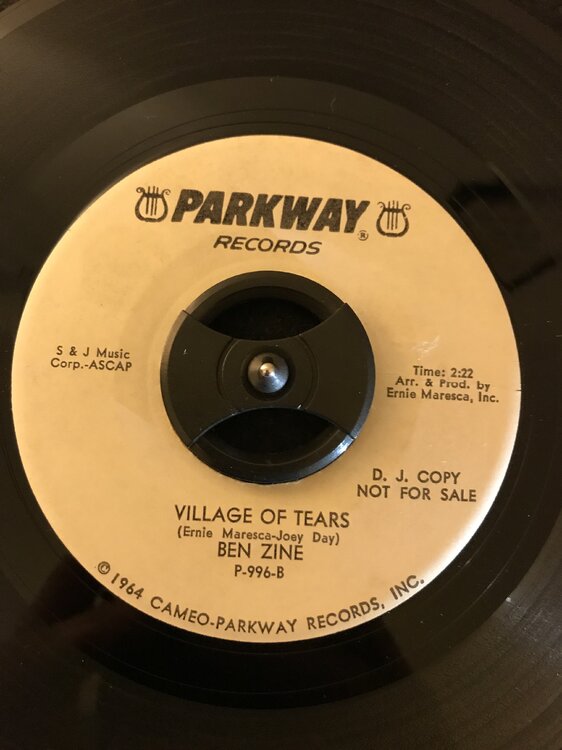 PARKWAY®
RECORDS
S & J Music
Corp.-ASCAP
Time: 2:22
Arr. & Prod. by
Ernie Maresca, Inc.
D. J. COPY
NOT FOR SALE
VILLAGE OF TEARS
(Ernie Maresca-Joey Day)
BEN ZINE
P-996-B
© 1964 CAMEO-PARKWAY RECORDS, INC.